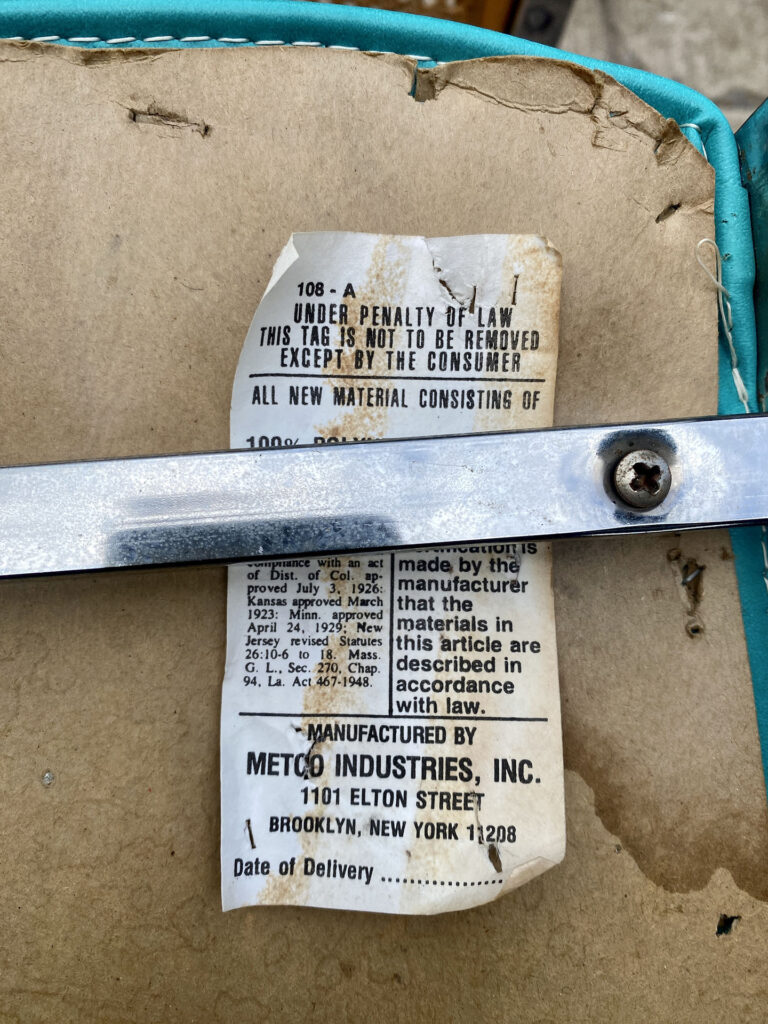 108 - A
UNDER PENALTY OF LAW
THIS TAG IS NOT TO BE REMOVED
EXCEPT BY THE CONSUMER
ALL NEW MATERIAL CONSISTING OF
100%
compliance with an act
of Dist. of Col. ap-
proved July 3, 1926:
Kansas approved March
1923: Minn. approved
April 24, 1929; New
Jersey revised Statutes
26:10-6 to 18. Mass.
G. L., Sec. 270, Chap.
94, La. Act 467-1948.
is
made by the
manufacturer
that the
materials in
this article are
described in
accordance
with law.
MANUFACTURED BY
METCO INDUSTRIES, INC.
1101 ELTON STREET
BROOKLYN, NEW YORK 11208
Date of Delivery ..................